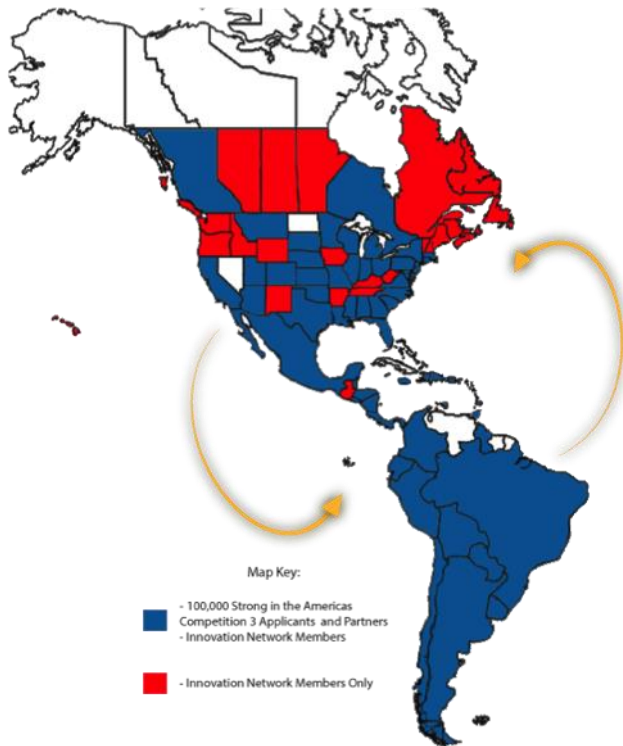 Map Key:
- 100,000 Strong in the Americas
Competition 3 Applicants and Partners
- Innovation Network Members
- Innovation Network Members Only